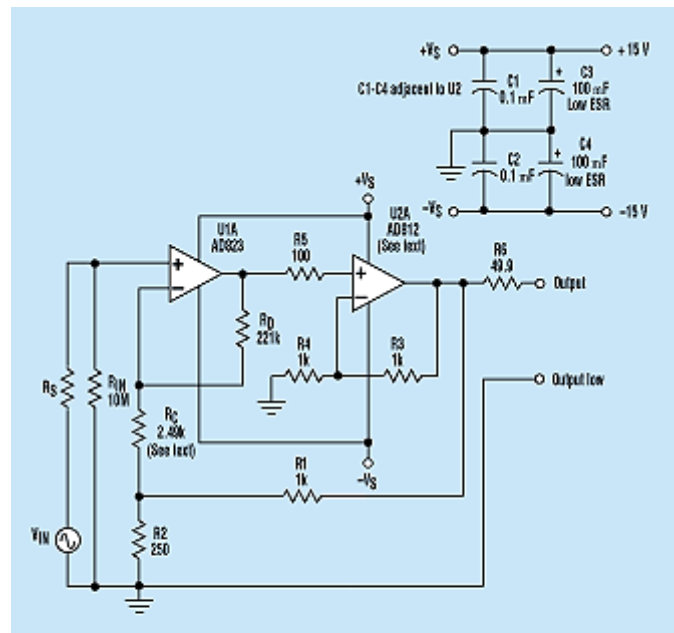 +VS
+15 V
C1-C4 adjacent to U2
C1
0.1 mF
+
C3
100 mF
Low ESR
C2
0.1 mF
+
C4
100 mF
low ESR
-VS
-15 V
+VS
U1A
AD823
U2A
AD812
(See text)
R5
100
R6
49.9
Output
+
−
+
−
RD
221k
R4
1k
R3
1k
Output low
RS
RIN
10M
RC
2.49k
(See text)
R1
1k
-VS
VIN
R2
250